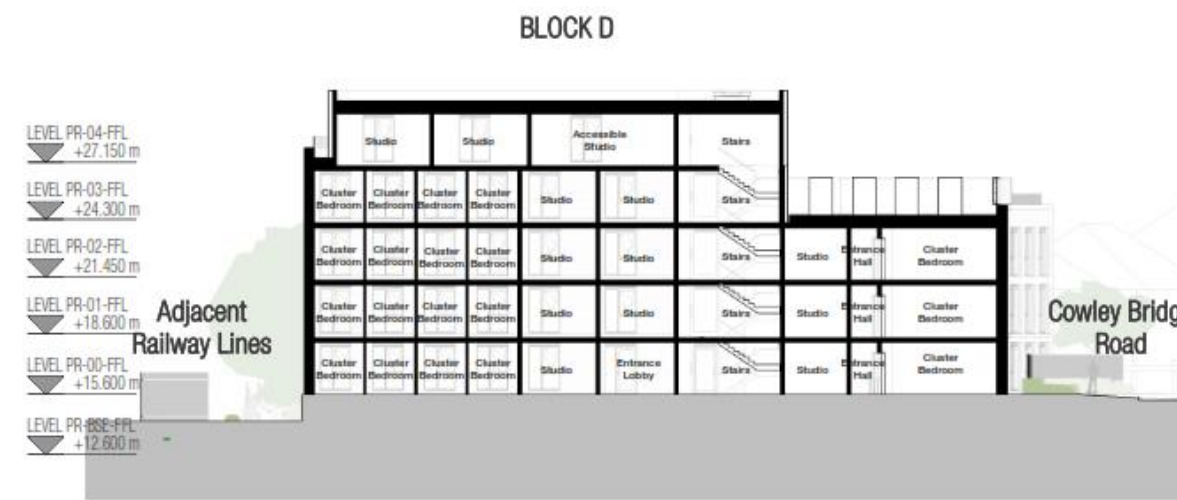 BLOCK D
LEVEL PR-04-FFL
+27.150 m
Studio
Studio
Accessible
Studio
Stairs
LEVEL PR-03-FFL
+24.300 m
Cluster
Bedroom
Cluster
Bedroom
Cluster
Bedroom
Cluster
Bedroom
Studio
Studio
Stairs
LEVEL PR-02-FFL
+21.450 m
Cluster
Bedroom
Cluster
Bedroom
Cluster
Bedroom
Cluster
Bedroom
Studio
Studio
Stairs
Studio
Entrance
Hall
Cluster
Bedroom
LEVEL PR-01-FFL
+18.600 m
Adjacent
Railway Lines
Cluster
Bedroom
Cluster
Bedroom
Cluster
Bedroom
Cluster
Bedroom
Studio
Studio
Stairs
Studio
Entrance
Hall
Cluster
Bedroom
Cowley Bridg
Road
LEVEL PR-00-FFL
+15.600 m
Cluster
Bedroom
Cluster
Bedroom
Cluster
Bedroom
Cluster
Bedroom
Studio
Entrance
Lobby
Stairs
Studio
Entrance
Hall
Cluster
Bedroom
LEVEL PR-BSE-FFL
+12.600 m